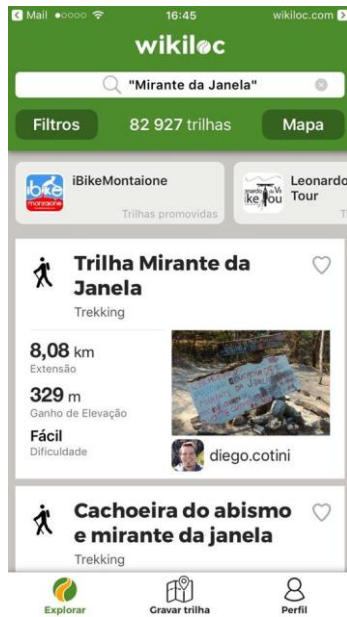 Mail 16:45 wikiloc.com
wikiloc
"Mirante da Janela"
Filtros 82 927 trilhas Mapa
iBikeMontaione
Trilhas promovidas
Leonardo
Tour
Trilha Mirante da
Janela
Trekking
8,08 km
Extensão
329 m
Ganho de Elevação
Fácil
Dificuldade
diego.cotini
Cachoeira do abismo
e mirante da janela
Trekking
Explorar Gravar trilha Perfil